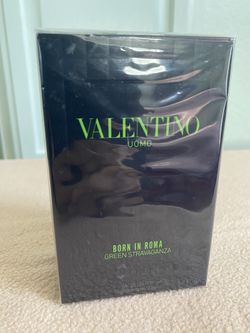 VALENTINO
UOMO
BORN IN ROMA
GREEN STRAVAGANZA